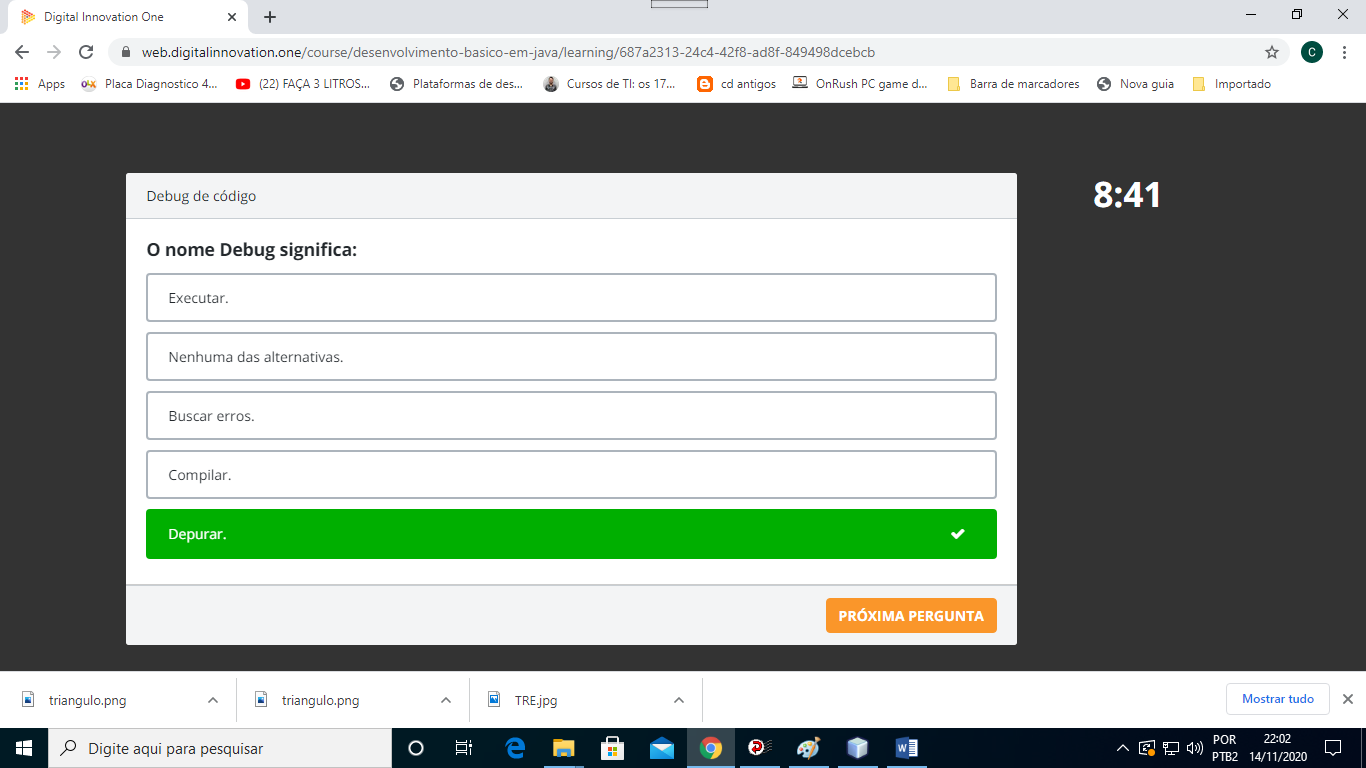 Digital Innovation One
web.digitalinnovation.one/course/desenvolvimento-basico-em-java/learning/687a2313-24c4-42f8-ad8f-849498dcebcb
C
Apps Placa Diagnostico 4... (22) FAÇA 3 LITROS... Plataformas de des... Cursos de TI: os 17... cd antigos OnRush PC game d... Barra de marcadores Nova guia Importado
Debug de código
8:41
O nome Debug significa:
Executar.
Nenhuma das alternativas.
Buscar erros.
Compilar.
Depurar.
PRÓXIMA PERGUNTA
triangulo.png triangulo.png TRE.jpg Mostrar tudo
Digite aqui para pesquisar
POR 22:02
PTB2 14/11/2020